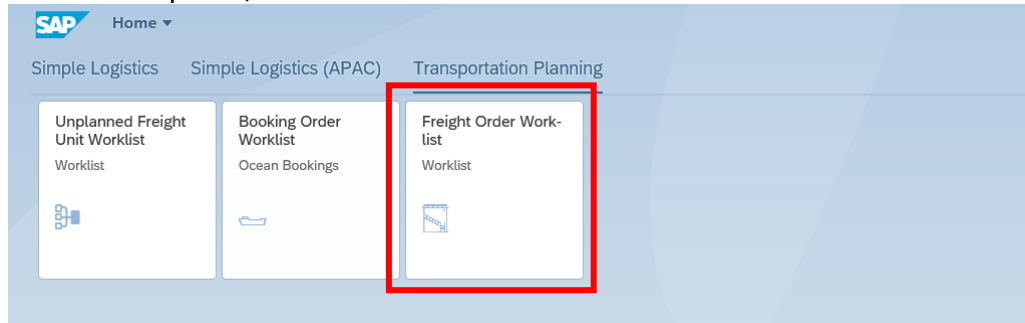 SAP Home
Simple Logistics Simple Logistics (APAC) Transportation Planning
Unplanned Freight
Unit Worklist
Worklist
Booking Order
Worklist
Ocean Bookings
Freight Order Work-
list
Worklist